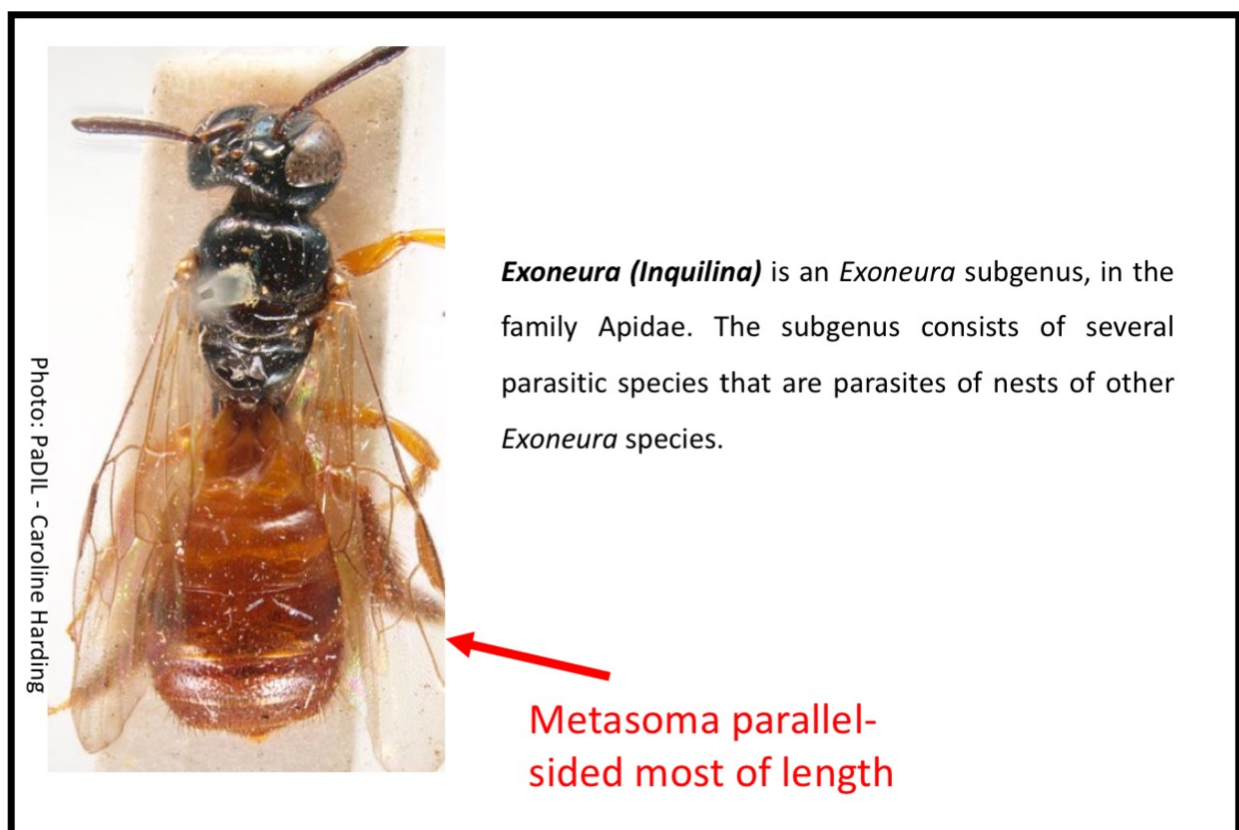 Exoneura (Inquilina) is an Exoneura subgenus, in the
family Apidae. The subgenus consists of several
parasitic species that are parasites of nests of other
Exoneura species.
Photo: PaDIL - Caroline Harding
Metasoma parallel-
sided most of length